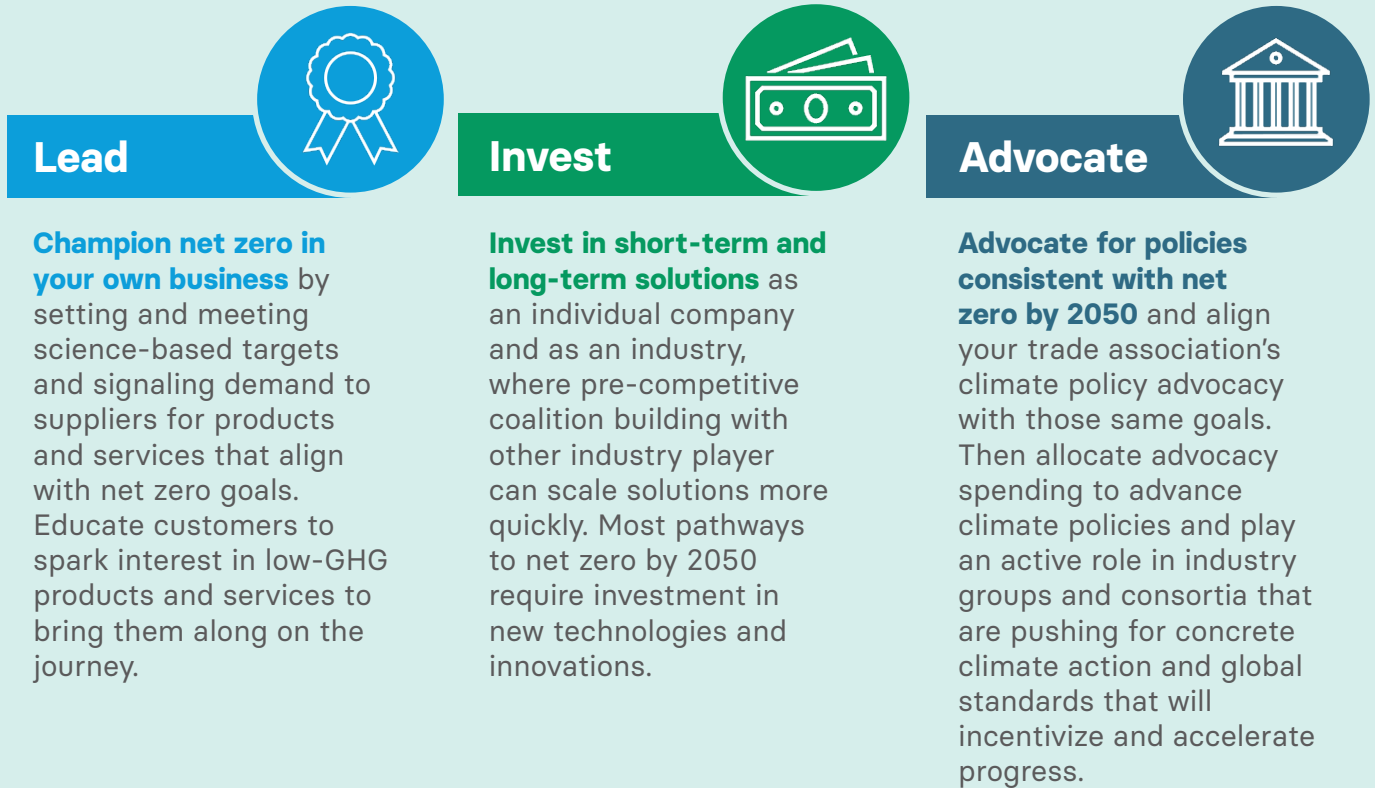 Lead
Champion net zero in
your own business by
setting and meeting
science-based targets
and signaling demand to
suppliers for products
and services that align
with net zero goals.
Educate customers to
spark interest in low-GHG
products and services to
bring them along on the
journey.
Invest
Invest in short-term and
long-term solutions as
an individual company
and as an industry,
where pre-competitive
coalition building with
other industry player
can scale solutions more
quickly. Most pathways
to net zero by 2050
require investment in
new technologies and
innovations.
Advocate
Advocate for policies
consistent with net
zero by 2050 and align
your trade association’s
climate policy advocacy
with those same goals.
Then allocate advocacy
spending to advance
climate policies and play
an active role in industry
groups and consortia that
are pushing for concrete
climate action and global
standards that will
incentivize and accelerate
progress.